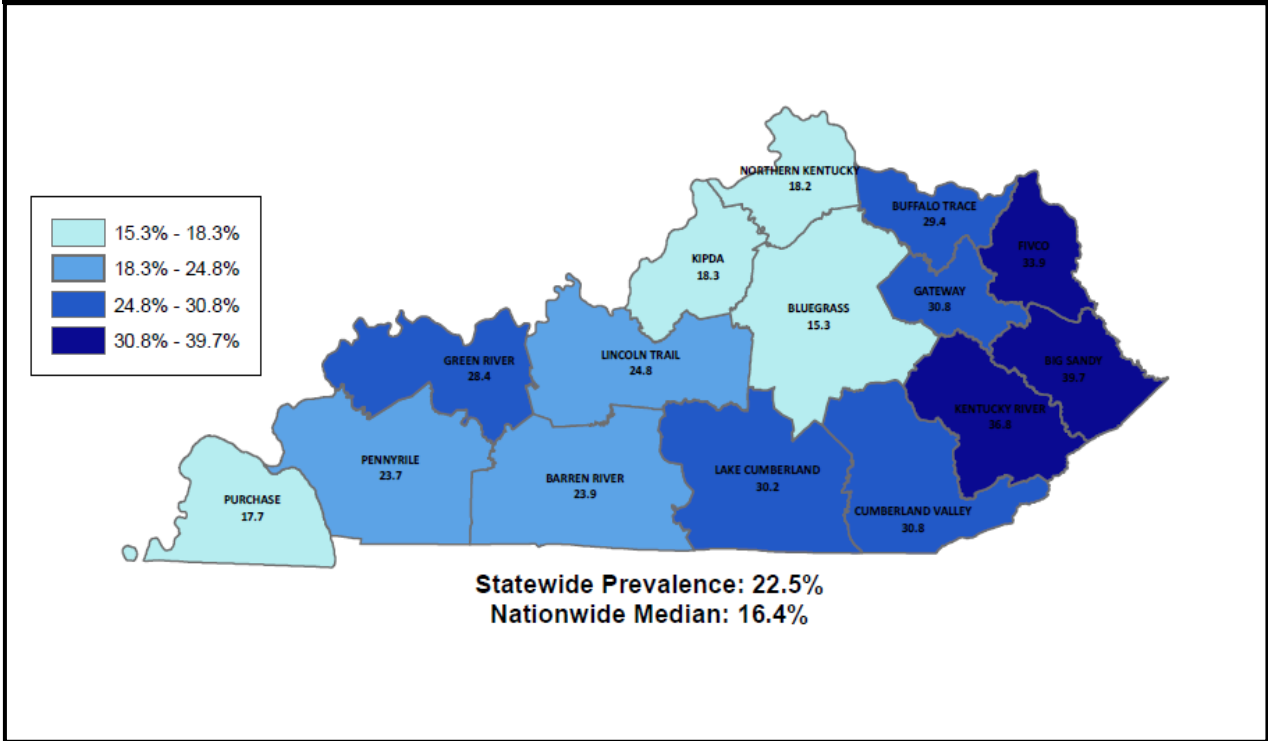 NORTHERN KENTUCKY
18.2
BUFFALO TRACE
29.4
FIVCO
33.9
15.3% - 18.3%
18.3% - 24.8%
24.8% - 30.8%
30.8% - 39.7%
KIPDA
18.3
GATEWAY
30.8
BLUEGRASS
15.3
GREEN RIVER
28.4
LINCOLN TRAIL
24.8
BIG SANDY
39.7
KENTUCKY RIVER
36.8
PENNYRILE
23.7
BARREN RIVER
23.9
LAKE CUMBERLAND
30.2
PURCHASE
17.7
CUMBERLAND VALLEY
30.8
Statewide Prevalence: 22.5%
Nationwide Median: 16.4%